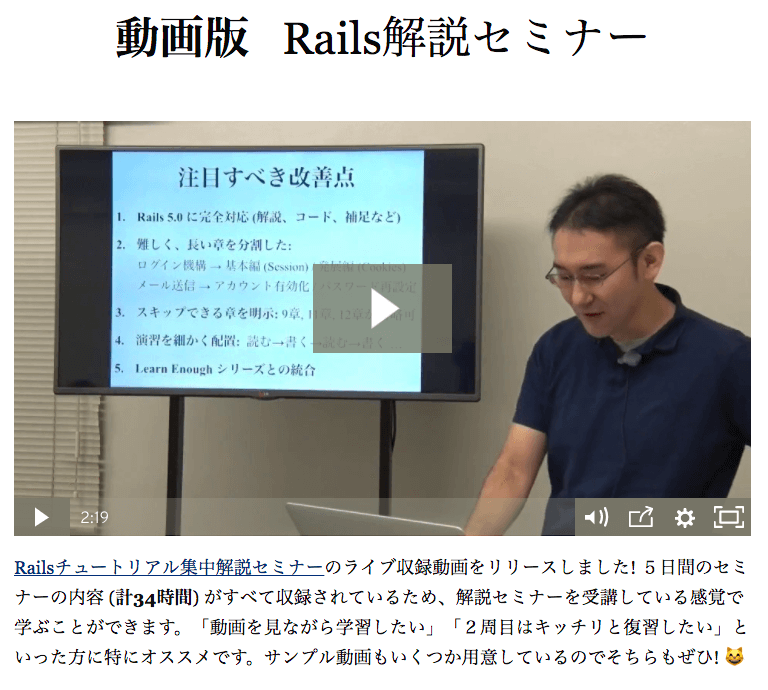 動画版 Rails解説セミナー
注目すべき改善点
1. Rails 5.0 に完全対応 (解説、コード、補足など)
2. 難しく、長い章を分割した:
ログイン機構 → 基本編 (Session) / 発展編 (Cookies)
メール送信 → アカウント有効化 / パスワード再設定
3. スキップできる章を明示: 9章, 11章, 12章が
4. 演習を細かく配置: 読む→書く→読む→書く
5. Learn Enough シリーズとの統合
2:19
Railsチュートリアル集中解説セミナーのライブ収録動画をリリースしました! ５日間のセミ
ナーの内容 (計34時間) がすべて収録されているため、解説セミナーを受講している感覚で
学ぶことができます。「動画を見ながら学習したい」「２周目はキッチリと復習したい」と
いった方に特にオススメです。サンプル動画もいくつか用意しているのでそちらもぜひ! 😺